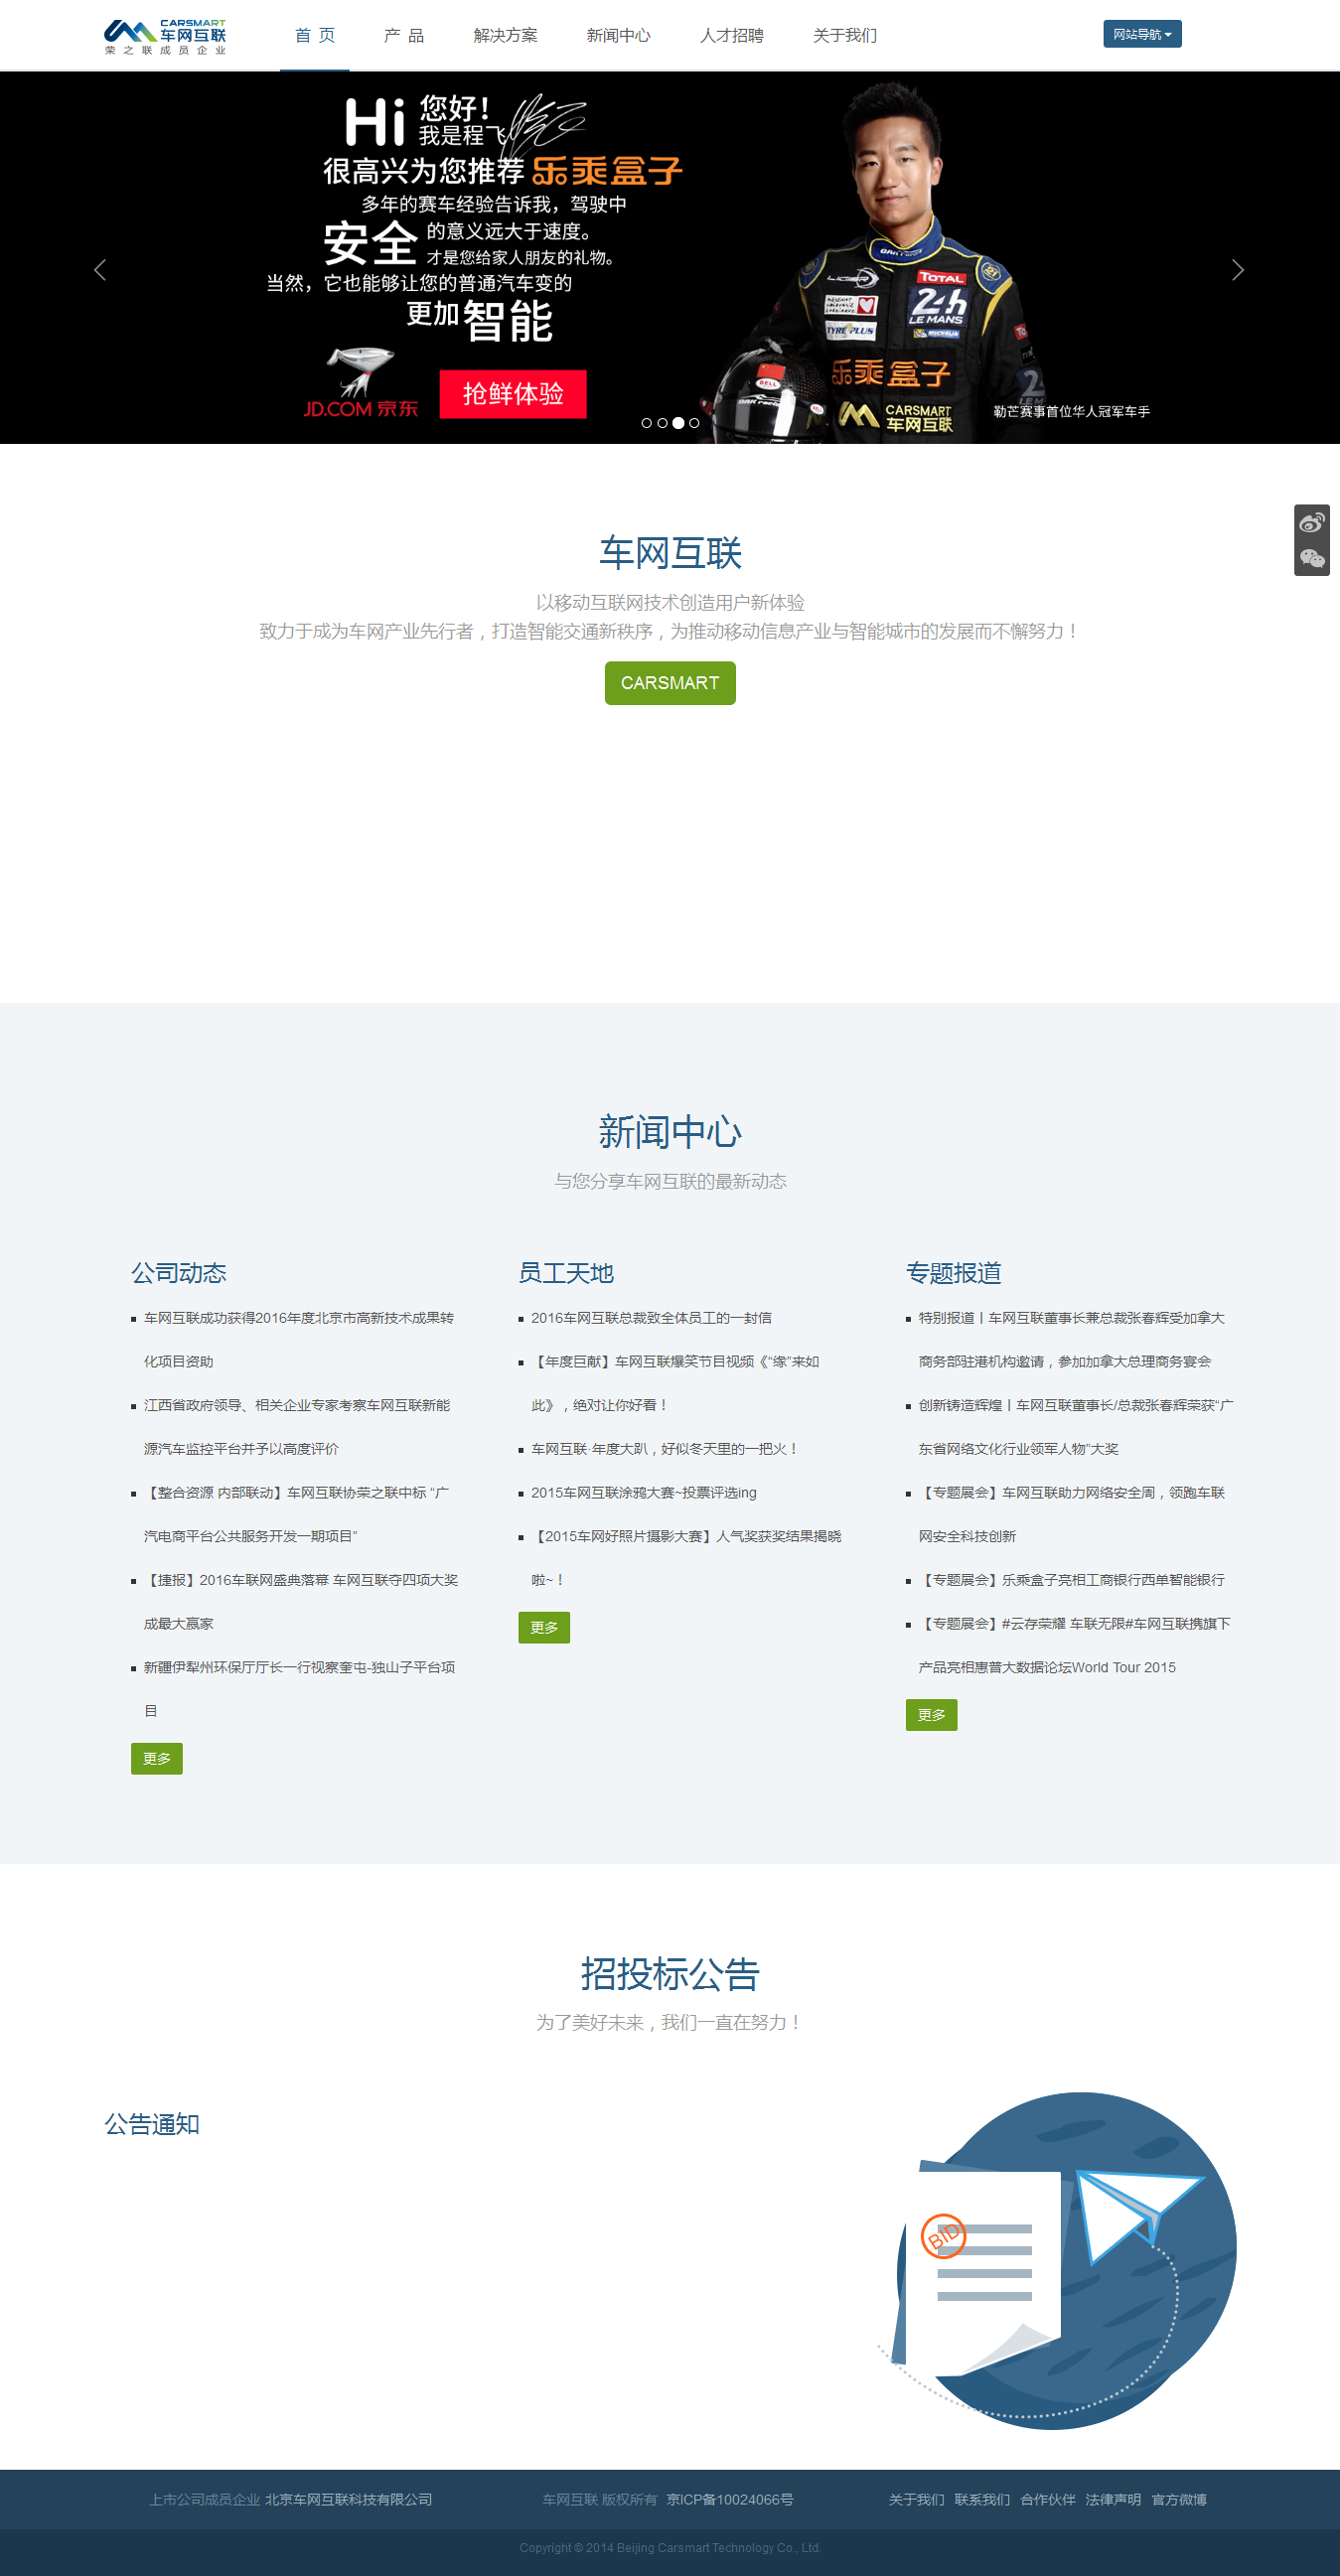 CARSMART
车网互联
荣之联成员企业
首 页
产 品
解决方案
新闻中心
人才招聘
关于我们
网站导航
Hi 您好！
我是程飞
很高兴为您推荐 乐乘盒子
多年的赛车经验告诉我，驾驶中
安全 的意义远大于速度。
才是您给家人朋友的礼物。
当然，它也能够让您的普通汽车变的
更加智能
JD.COM 京东
抢鲜体验
OAK racing
LIGIER
TOTAL
24h
LE MANS
TYRE PLUS
MICHELIN
乐乘盒子
BELL
OAK racing
CARSMART
车网互联
勒芒赛事首位华人冠军车手
车网互联
以移动互联网技术创造用户新体验
致力于成为车网产业先行者，打造智能交通新秩序，为推动移动信息产业与智能城市的发展而不懈努力！
CARSMART
新闻中心
与您分享车网互联的最新动态
公司动态
车网互联成功获得2016年度北京市高新技术成果转
化项目资助
江西省政府领导、相关企业专家考察车网互联新能
源汽车监控平台并予以高度评价
【整合资源 内部联动】车网互联协荣之联中标 “广
汽电商平台公共服务开发一期项目”
【捷报】2016车联网盛典落幕 车网互联夺四项大奖
成最大赢家
新疆伊犁州环保厅厅长一行视察奎屯-独山子平台项
目
更多
员工天地
2016车网互联总裁致全体员工的一封信
【年度巨献】车网互联爆笑节目视频《“缘”来如
此》，绝对让你好看！
车网互联·年度大趴，好似冬天里的一把火！
2015车网互联涂鸦大赛~投票评选ing
【2015车网好照片摄影大赛】人气奖获奖结果揭晓
啦~！
更多
专题报道
特别报道丨车网互联董事长兼总裁张春辉受加拿大
商务部驻港机构邀请，参加加拿大总理商务宴会
创新铸造辉煌丨车网互联董事长/总裁张春辉荣获“广
东省网络文化行业领军人物”大奖
【专题展会】车网互联助力网络安全周，领跑车联
网安全科技创新
【专题展会】乐乘盒子亮相工商银行西单智能银行
【专题展会】#云存荣耀 车联无限#车网互联携旗下
产品亮相惠普大数据论坛World Tour 2015
更多
招投标公告
为了美好未来，我们一直在努力！
公告通知
BID
上市公司成员企业 北京车网互联科技有限公司
车网互联 版权所有 京ICP备10024066号
关于我们 联系我们 合作伙伴 法律声明 官方微博
Copyright © 2014 Beijing Carsmart Technology Co., Ltd.